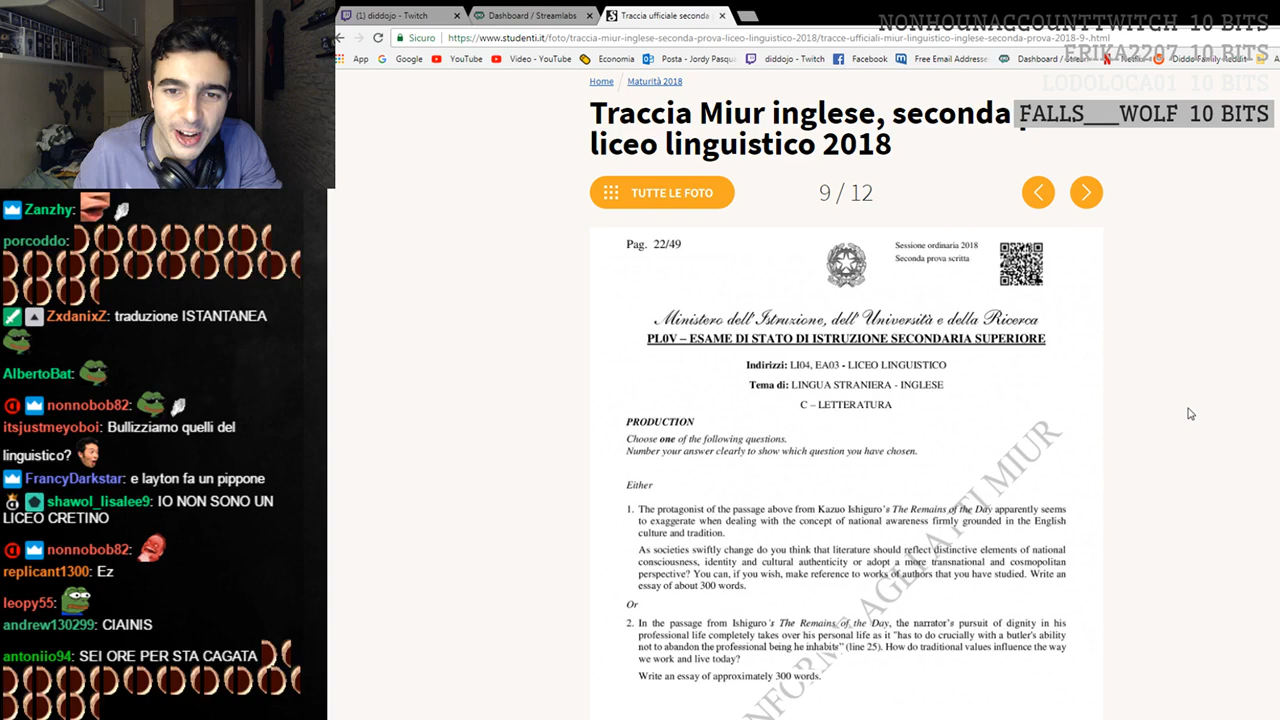 (1) diddojo - Twitch
Dashboard / Streamlabs
Traccia ufficiale seconda
NONHOUNACCOUNTTWITCH 10 BITS
Sicuro
https://www.studenti.it/foto/traccia-miur-inglese-seconda-prova-liceo-linguistico-2018/tracce-ufficiali-miur-linguistico-inglese-seconda-prova-2018-9-.html
ERIKA2207 10 BITS
App
Google
YouTube
Video - YouTube
Economia
Posta - Jordy Pasqu
diddojo - Twitch
Facebook
Free Email Addresse
Dashboard / Stream
Netflix
Diddo Family Reddit
LODOLOCA01 10 BITS
Home / Maturità 2018
Traccia Miur inglese, seconda
FALLS___WOLF 10 BITS
liceo linguistico 2018
TUTTE LE FOTO
9 / 12
Zanzhy:
porcoddo:
ZxdanixZ: traduzione ISTANTANEA
AlbertoBat:
nonnobob82:
itsjustmeyoboi: Bullizziamo quelli del
linguistico?
FrancyDarkstar: e layton fa un pippone
shawol_lisalee9: IO NON SONO UN
LICEO CRETINO
nonnobob82:
replicant1300: Ez
leopy55:
andrew130299: CIAINIS
antoniio94: SEI ORE PER STA CAGATA
Pag. 22/49
Sessione ordinaria 2018
Seconda prova scritta
Ministero dell'Istruzione, dell'Università e della Ricerca
PL0V – ESAME DI STATO DI ISTRUZIONE SECONDARIA SUPERIORE
Indirizzi: LI04, EA03 - LICEO LINGUISTICO
Tema di: LINGUA STRANIERA - INGLESE
C – LETTERATURA
PRODUCTION
Choose one of the following questions.
Number your answer clearly to show which question you have chosen.
Either
1. The protagonist of the passage above from Kazuo Ishiguro's The Remains of the Day apparently seems
to exaggerate when dealing with the concept of national awareness firmly grounded in the English
culture and tradition.
As societies swiftly change do you think that literature should reflect distinctive elements of national
consciousness, identity and cultural authenticity or adopt a more transnational and cosmopolitan
perspective? You can, if you wish, make reference to works of authors that you have studied. Write an
essay of about 300 words.
Or
2. In the passage from Ishiguro's The Remains of the Day, the narrator's pursuit of dignity in his
professional life completely takes over his personal life as it "has to do crucially with a butler's ability
not to abandon the professional being he inhabits" (line 25). How do traditional values influence the way
we work and live today?
Write an essay of approximately 300 words.
AGLI ATTI MIUR